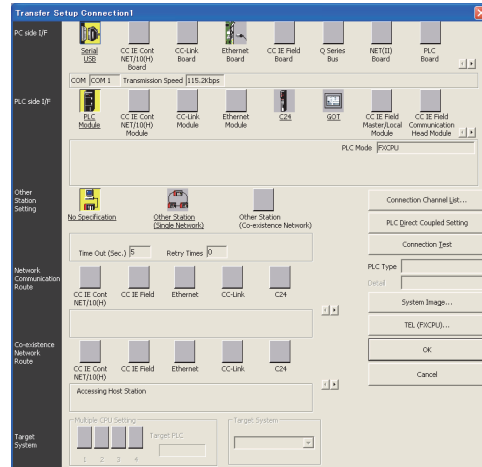 Transfer Setup Connection1
PC side I/F
Serial USB
CC IE Cont NET/10(H) Board
CC-Link Board
Ethernet Board
CC IE Field Board
Q Series Bus
NET(II) Board
PLC Board
COM COM 1 Transmission Speed 115.2Kbps
PLC side I/F
PLC Module
CC IE Cont NET/10(H) Module
CC-Link Module
Ethernet Module
C24
GOT
CC IE Field Master/Local Module
CC IE Field Communication Head Module
PLC Mode FXCPU
Other Station Setting
No Specification
Other Station (Single Network)
Other Station (Co-existence Network)
Time Out (Sec.) 5 Retry Times 0
Connection Channel List...
PLC Direct Coupled Setting
Connection Test
PLC Type
Detail
System Image...
TEL (FXCPU)...
OK
Cancel
Network Communication Route
CC IE Cont NET/10(H)
CC IE Field
Ethernet
CC-Link
C24
Co-existence Network Route
CC IE Cont NET/10(H)
CC IE Field
Ethernet
CC-Link
C24
Accessing Host Station
Target System
Multiple CPU Setting
1 2 3 4
Target PLC
Target System